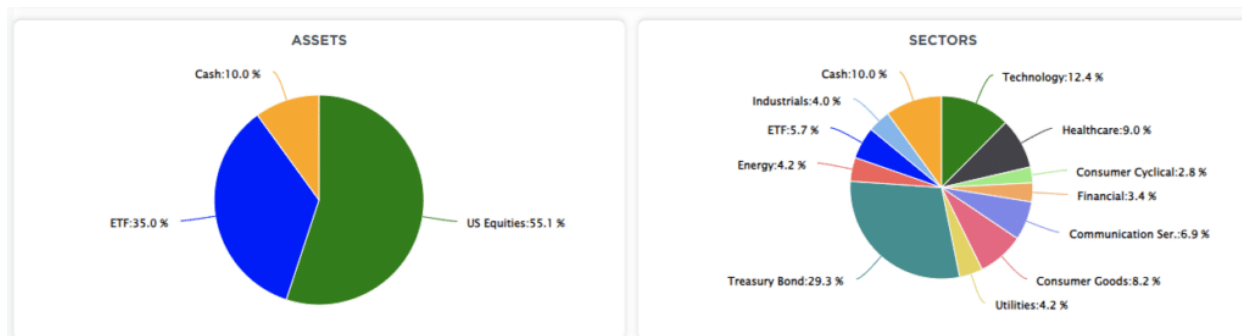 ASSETS
Cash:10.0 %
ETF:35.0 %
US Equities:55.1 %
SECTORS
Cash:10.0 %
Technology:12.4 %
Industrials:4.0 %
ETF:5.7 %
Healthcare:9.0 %
Energy:4.2 %
Consumer Cyclical:2.8 %
Financial:3.4 %
Communication Ser.:6.9 %
Treasury Bond:29.3 %
Consumer Goods:8.2 %
Utilities:4.2 %